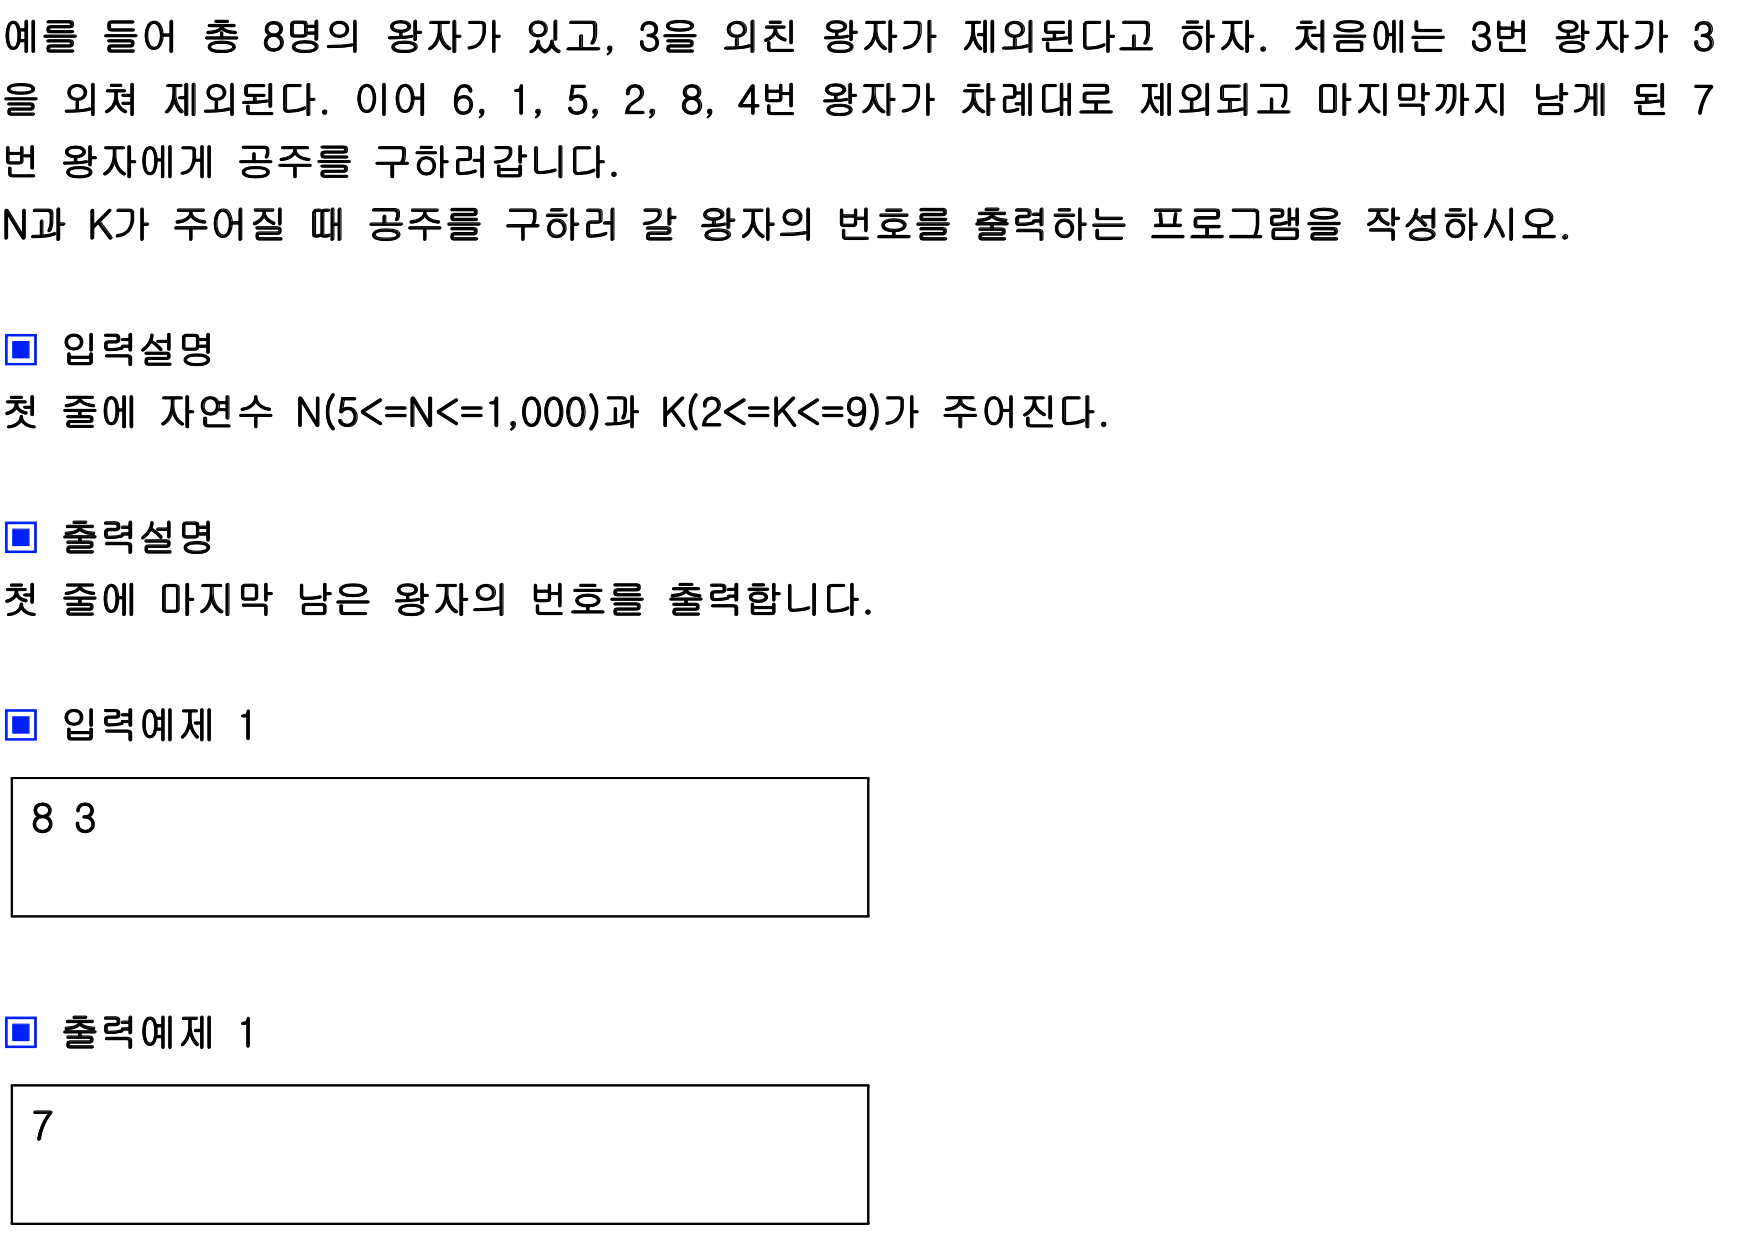 예를 들어 총 8명의 왕자가 있고, 3을 외친 왕자가 제외된다고 하자. 처음에는 3번 왕자가 3
을 외쳐 제외된다. 이어 6, 1, 5, 2, 8, 4번 왕자가 차례대로 제외되고 마지막까지 남게 된 7
번 왕자에게 공주를 구하러갑니다.
N과 K가 주어질 때 공주를 구하러 갈 왕자의 번호를 출력하는 프로그램을 작성하시오.
▣ 입력설명
첫 줄에 자연수 N(5<=N<=1,000)과 K(2<=K<=9)가 주어진다.
▣ 출력설명
첫 줄에 마지막 남은 왕자의 번호를 출력합니다.
▣ 입력예제 1
8 3
▣ 출력예제 1
7